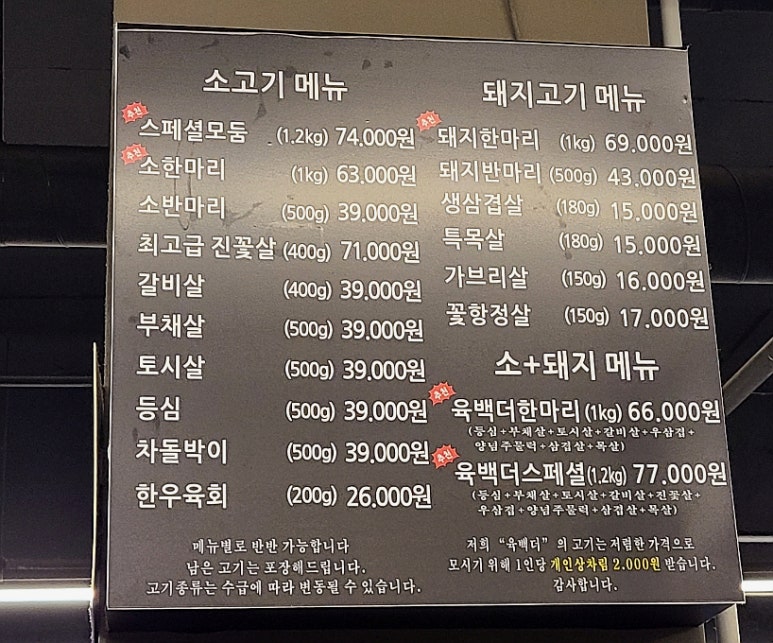 소고기 메뉴
추천 스페셜모둠 (1.2kg) 74.000원
추천 소한마리 (1kg) 63.000원
소반마리 (500g) 39.000원
최고급 진꽃살 (400g) 71.000원
갈비살 (400g) 39.000원
부채살 (500g) 39.000원
토시살 (500g) 39.000원
등심 (500g) 39.000원
차돌박이 (500g) 39.000원
한우육회 (200g) 26.000원
메뉴별로 반반 가능합니다
남은 고기는 포장해드립니다.
고기종류는 수급에 따라 변동될 수 있습니다.
돼지고기 메뉴
추천 돼지한마리 (1kg) 69.000원
돼지반마리 (500g) 43.000원
생삼겹살 (180g) 15.000원
특목살 (180g) 15.000원
가브리살 (150g) 16.000원
꽃항정살 (150g) 17.000원
소+돼지 메뉴
추천 육백더한마리 (1kg) 66.000원
(등심+부채살+토시살+갈비살+우삼겹+
양념주물럭+삼겹살+목살)
추천 육백더스페셜(1.2kg) 77.000원
(등심+부채살+토시살+갈비살+진꽃살+
우삼겹+양념주물럭+삼겹살+목살)
저희 “육백더” 의 고기는 저렴한 가격으로
모시기 위해 1인당 개인상차림 2.000원 받습니다.
감사합니다.